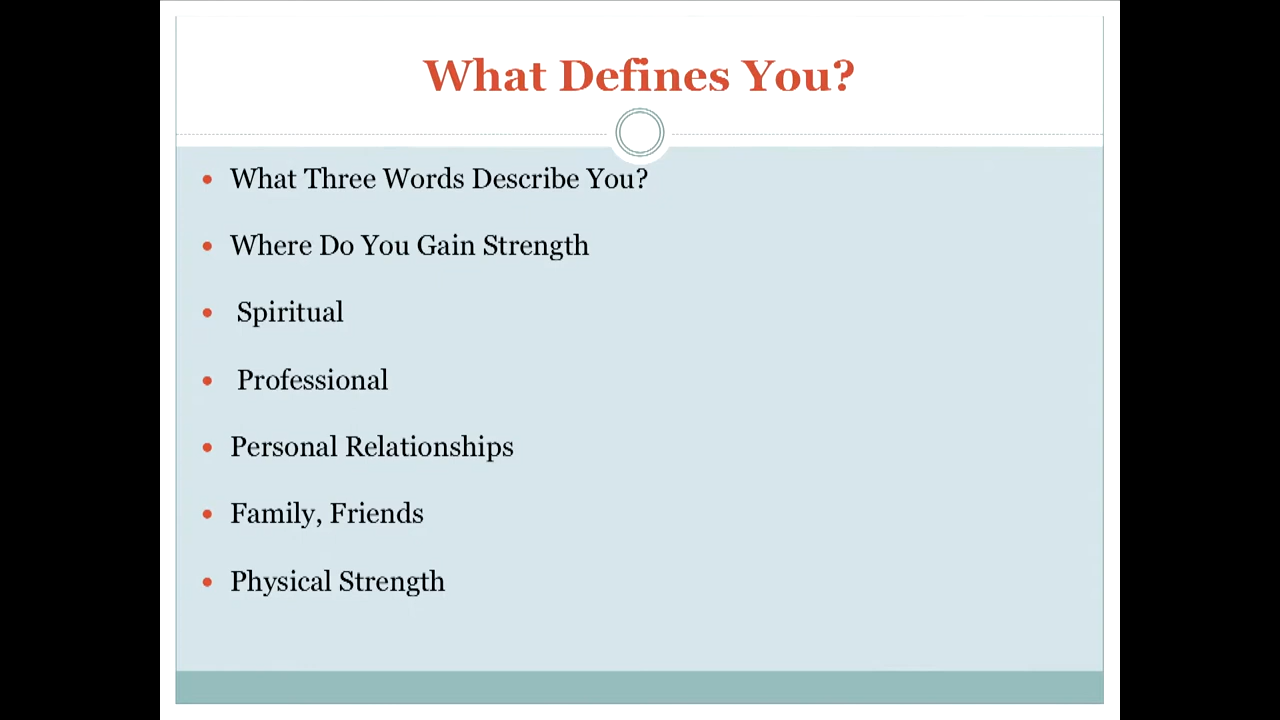 What Defines You?
What Three Words Describe You?
Where Do You Gain Strength
Spiritual
Professional
Personal Relationships
Family, Friends
Physical Strength